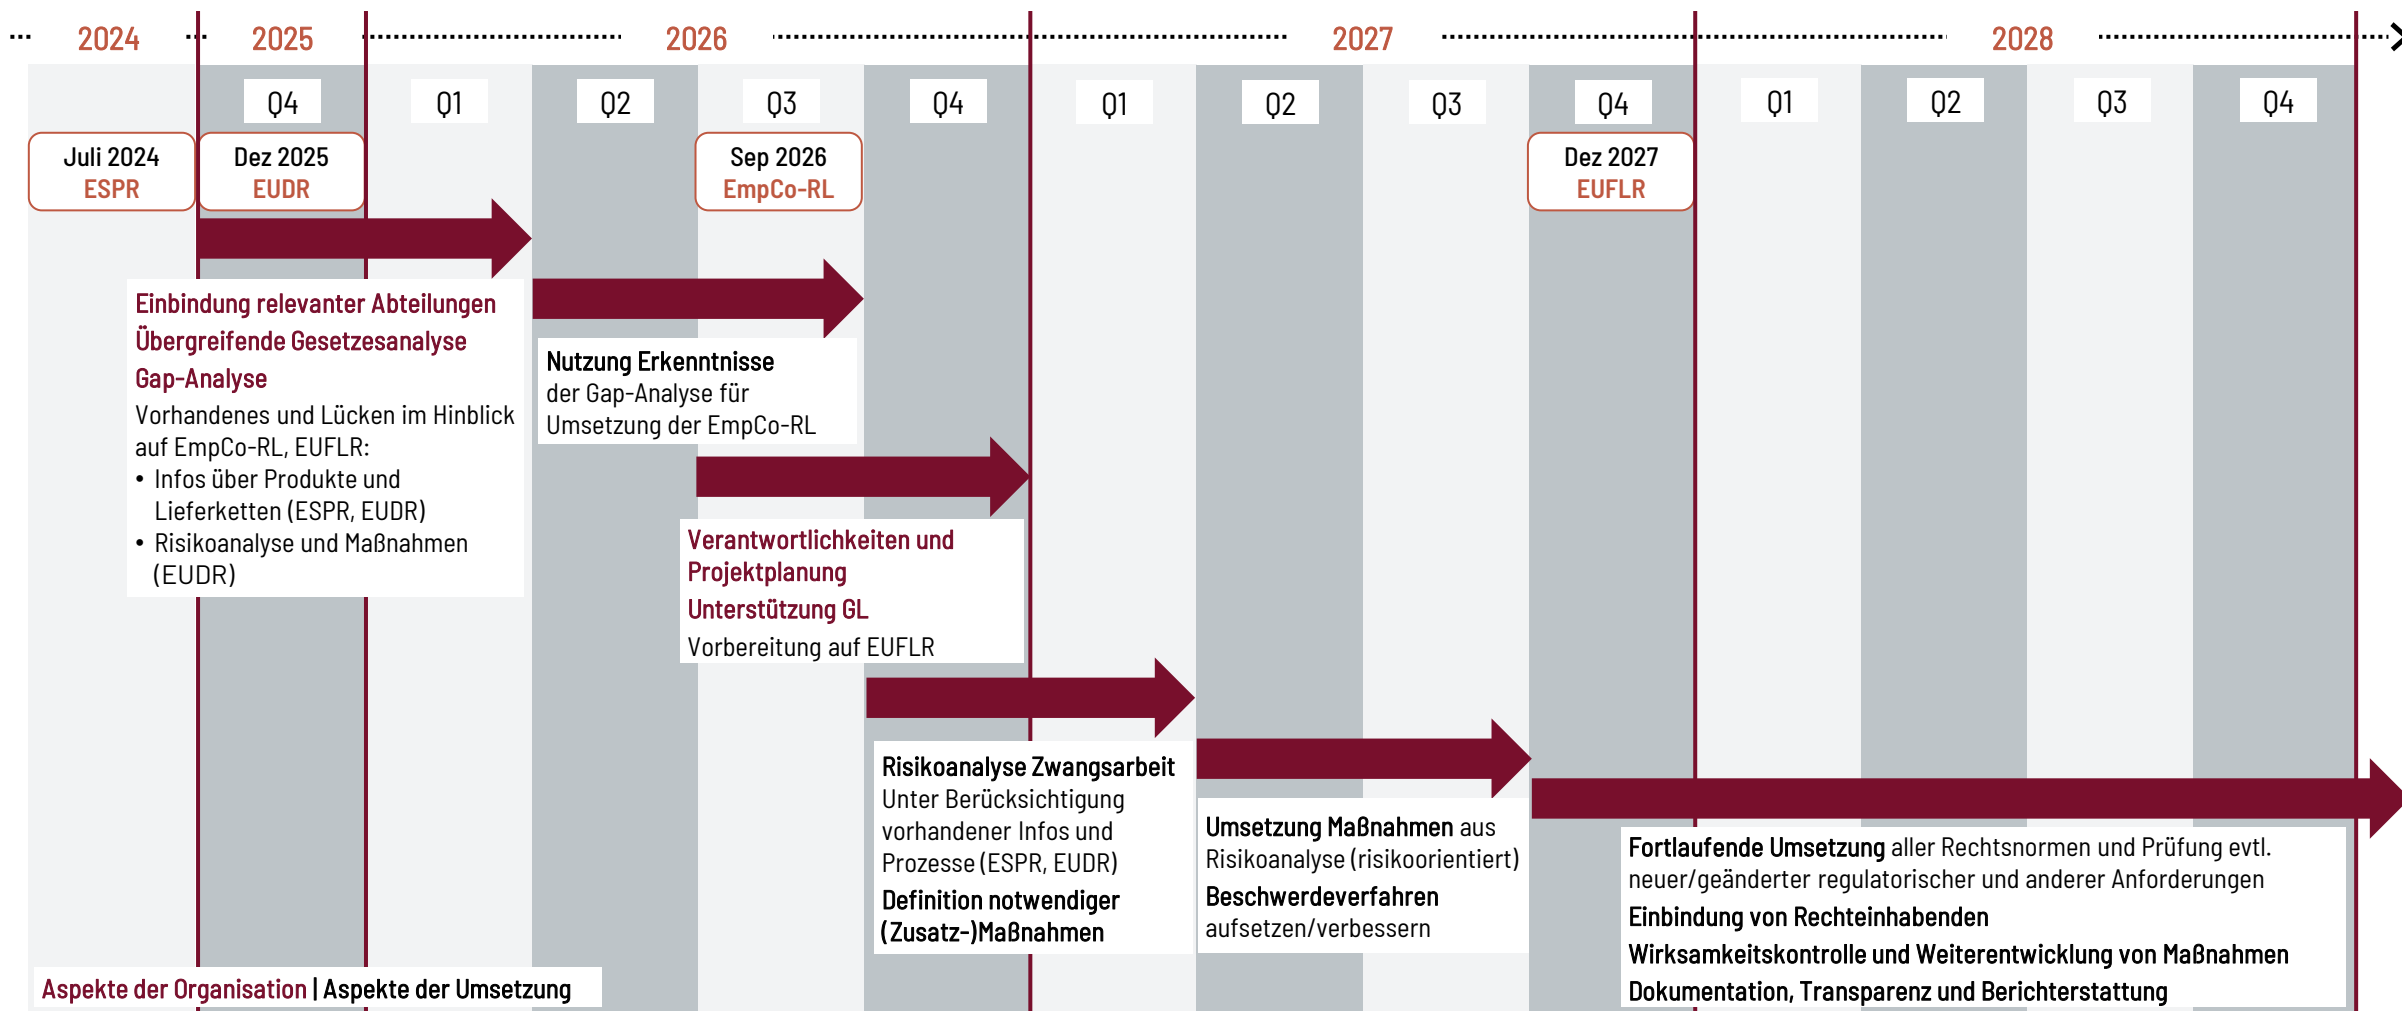 2024
2025
2026
2027
2028
Q4
Q1
Q2
Q3
Q4
Q1
Q2
Q3
Q4
Q1
Q2
Q3
Q4
Juli 2024
ESPR
Dez 2025
EUDR
Sep 2026
EmpCo-RL
Dez 2027
EUFLR
Einbindung relevanter Abteilungen
Übergreifende Gesetzesanalyse
Gap-Analyse
Vorhandenes und Lücken im Hinblick
auf EmpCo-RL, EUFLR:
• Infos über Produkte und
Lieferketten (ESPR, EUDR)
• Risikoanalyse und Maßnahmen
(EUDR)
Nutzung Erkenntnisse
der Gap-Analyse für
Umsetzung der EmpCo-RL
Verantwortlichkeiten und
Projektplanung
Unterstützung GL
Vorbereitung auf EUFLR
Risikoanalyse Zwangsarbeit
Unter Berücksichtigung
vorhandener Infos und
Prozesse (ESPR, EUDR)
Definition notwendiger
(Zusatz-)Maßnahmen
Umsetzung Maßnahmen aus
Risikoanalyse (risikoorientiert)
Beschwerdeverfahren
aufsetzen/verbessern
Fortlaufende Umsetzung aller Rechtsnormen und Prüfung evtl.
neuer/geänderter regulatorischer und anderer Anforderungen
Einbindung von Rechteinhabenden
Wirksamkeitskontrolle und Weiterentwicklung von Maßnahmen
Dokumentation, Transparenz und Berichterstattung
Aspekte der Organisation | Aspekte der Umsetzung